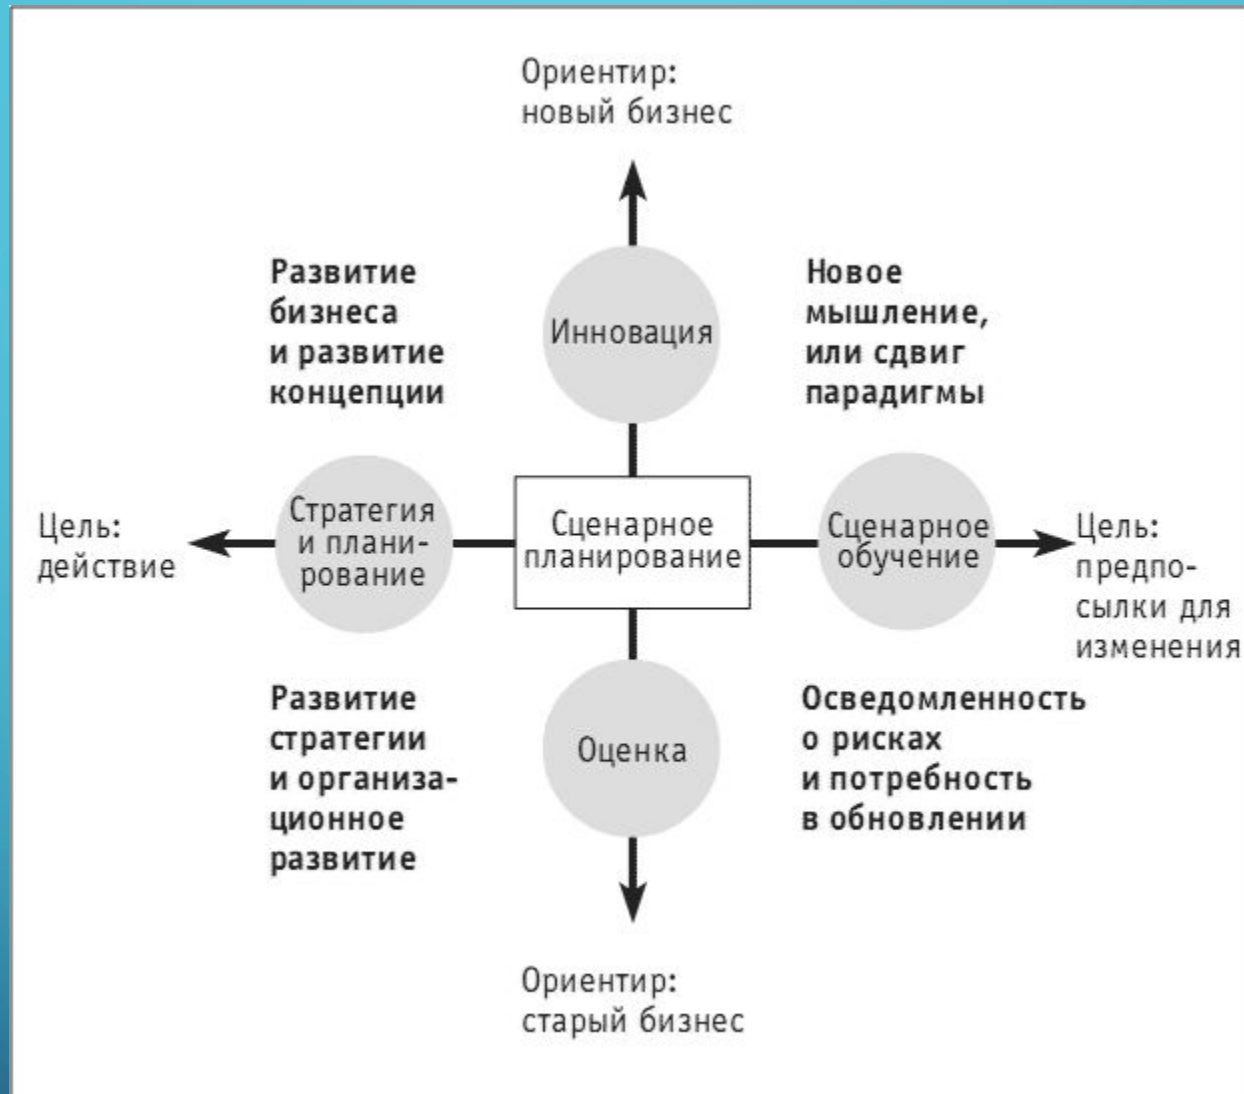 Ориентир:
новый бизнес
Развитие
бизнеса
и развитие
концепции
Инновация
Новое
мышление,
или сдвиг
парадигмы
Цель:
действие
Стратегия
и плани-
рование
Сценарное
планирование
Сценарное
обучение
Цель:
предпо-
сылки для
изменения
Развитие
стратегии
и организа-
ционное
развитие
Оценка
Осведомленность
о рисках
и потребность
в обновлении
Ориентир:
старый бизнес